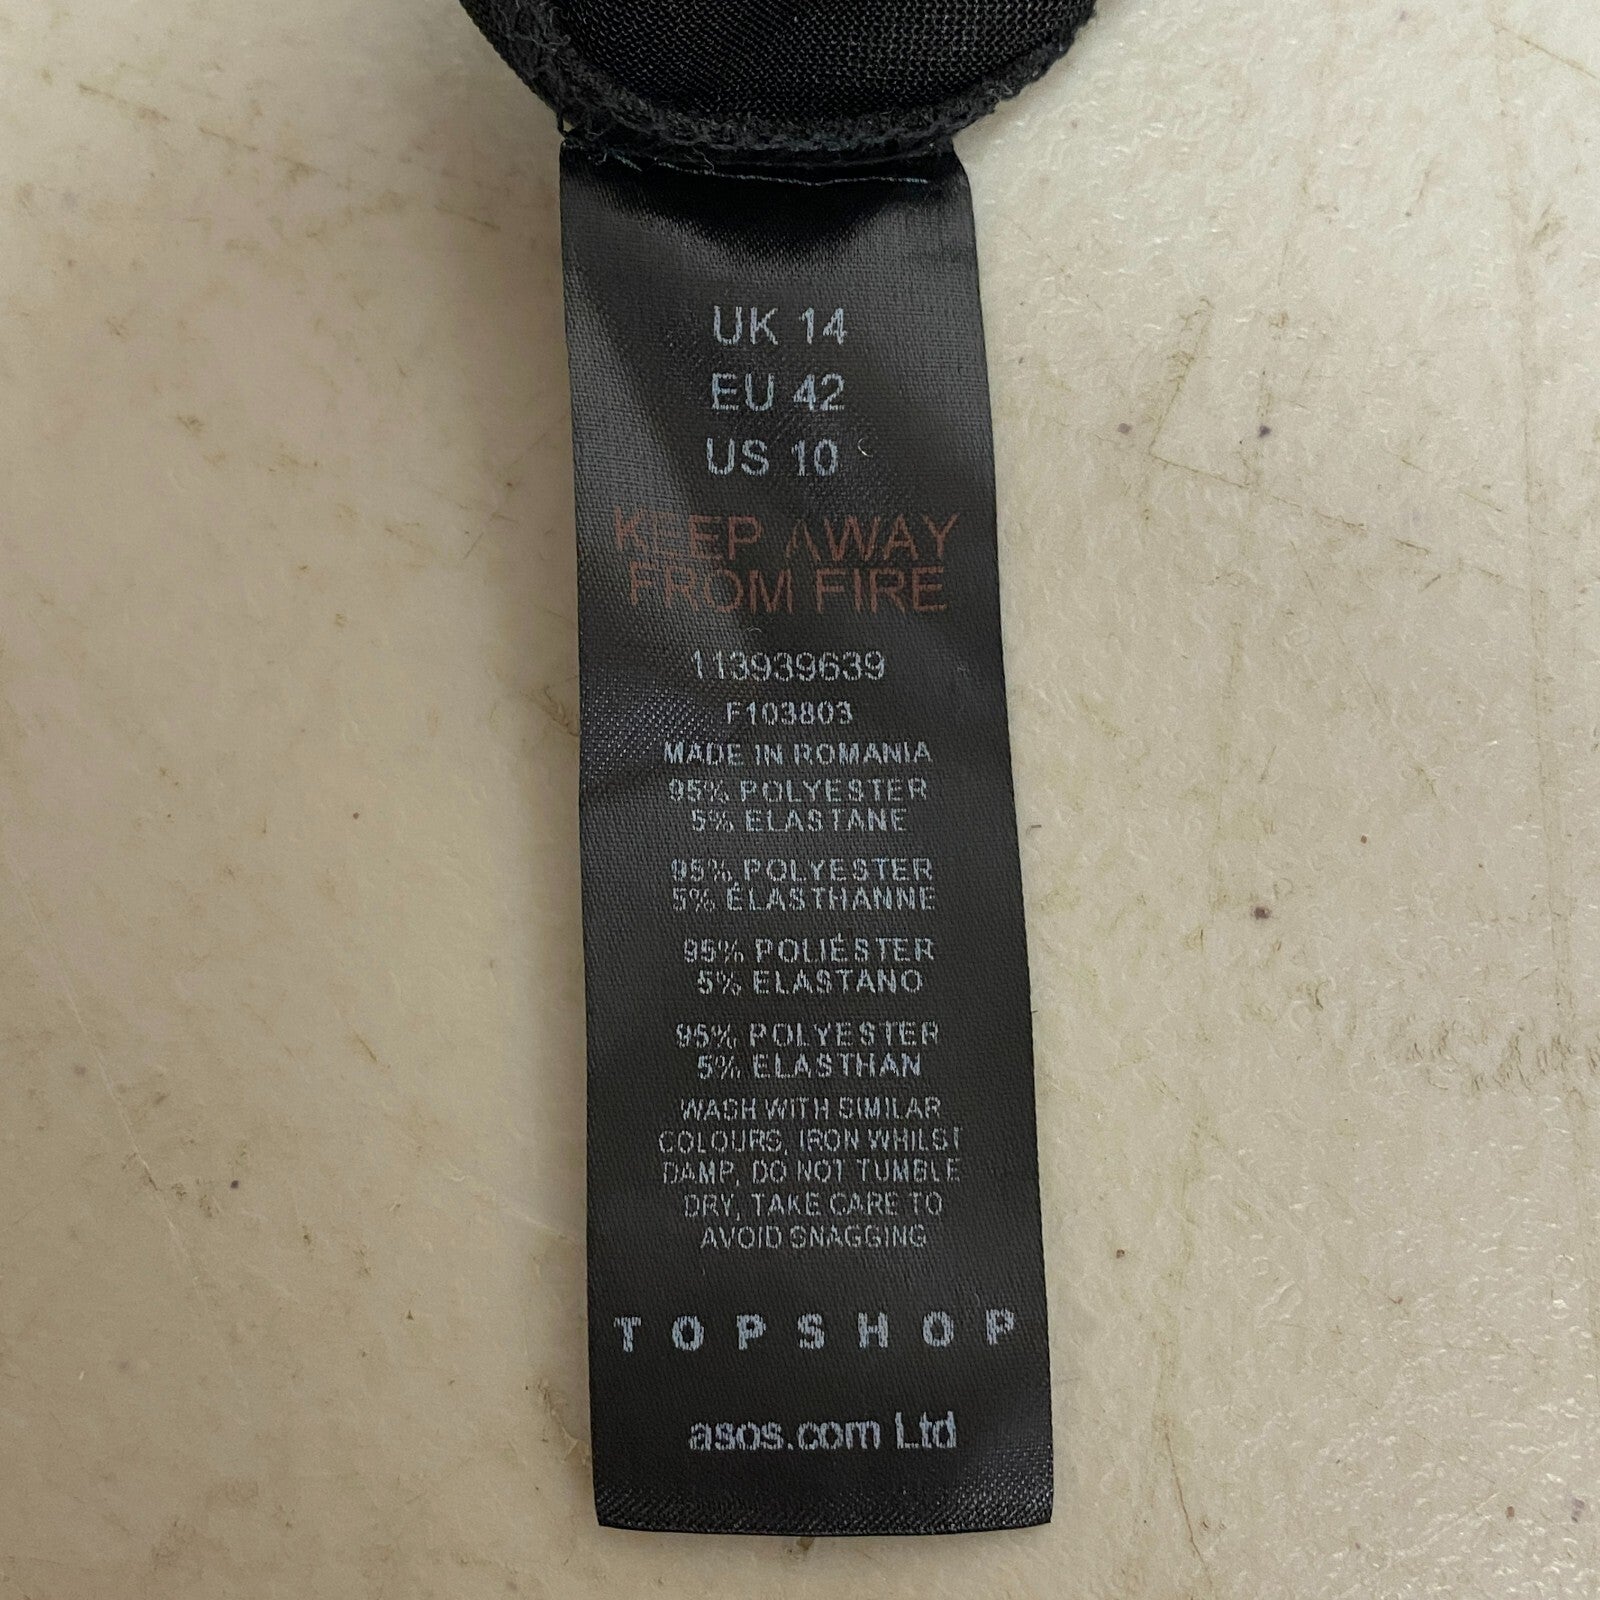 UK 14
EU 42
US 10
KEEP AWAY
FROM FIRE
113939639
F103803
MADE IN ROMANIA
95% POLYESTER
5% ELASTANE
95% POLYESTER
5% ÉLASTHANNE
95% POLIÉSTER
5% ELASTANO
95% POLYESTER
5% ELASTHAN
WASH WITH SIMILAR
COLOURS, IRON WHILST
DAMP, DO NOT TUMBLE
DRY, TAKE CARE TO
AVOID SNAGGING
TOPSHOP
asos.com Ltd